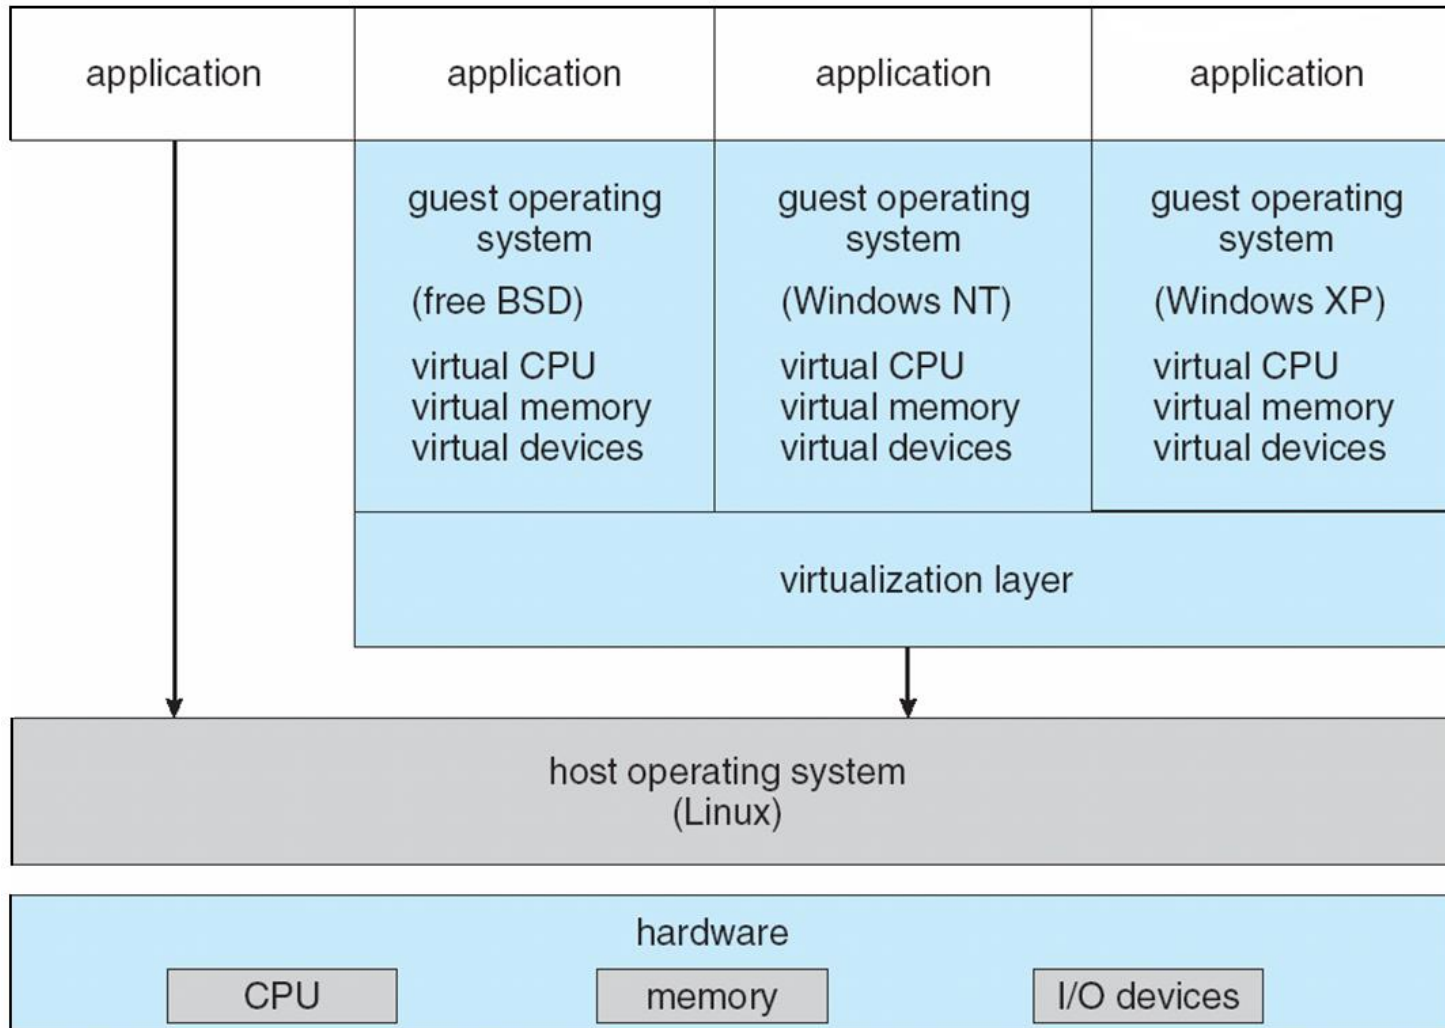 application
application
application
application
guest operating
system
(free BSD)
virtual CPU
virtual memory
virtual devices
guest operating
system
(Windows NT)
virtual CPU
virtual memory
virtual devices
guest operating
system
(Windows XP)
virtual CPU
virtual memory
virtual devices
virtualization layer
host operating system
(Linux)
hardware
CPU
memory
I/O devices